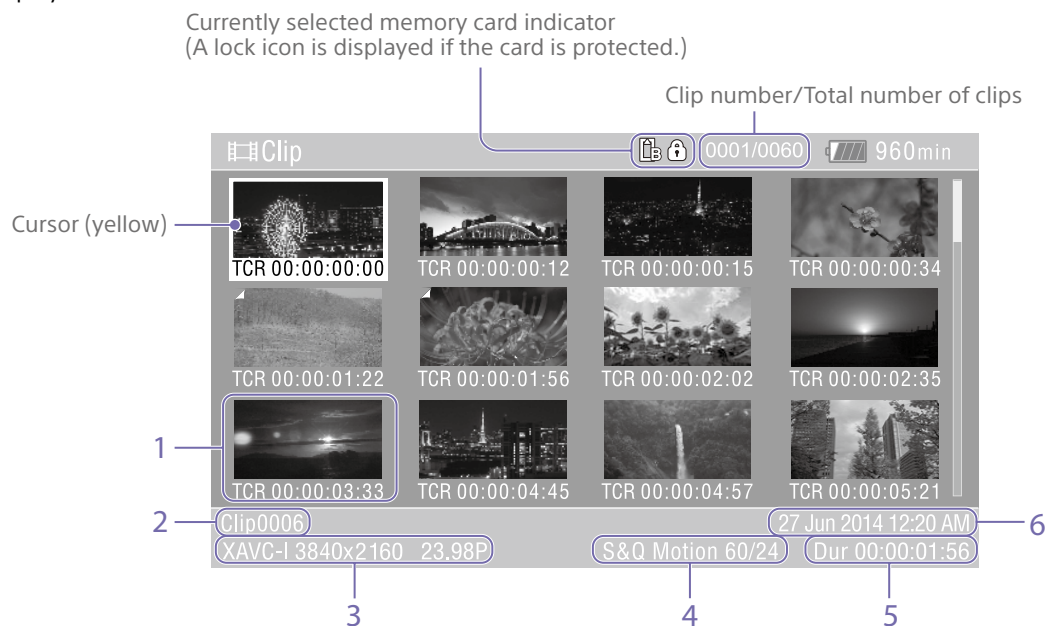 Currently selected memory card indicator
(A lock icon is displayed if the card is protected.)
Clip number/Total number of clips
Clip
B
0001/0060
960min
Cursor (yellow)
TCR 00:00:00:00
TCR 00:00:00:12
TCR 00:00:00:15
TCR 00:00:00:34
TCR 00:00:01:22
TCR 00:00:01:56
TCR 00:00:02:02
TCR 00:00:02:35
1
TCR 00:00:03:33
TCR 00:00:04:45
TCR 00:00:04:57
TCR 00:00:05:21
2
Clip0006
27 Jun 2014 12:20 AM
6
XAVC-I 3840x2160 23.98P
S&Q Motion 60/24
Dur 00:00:01:56
3
4
5